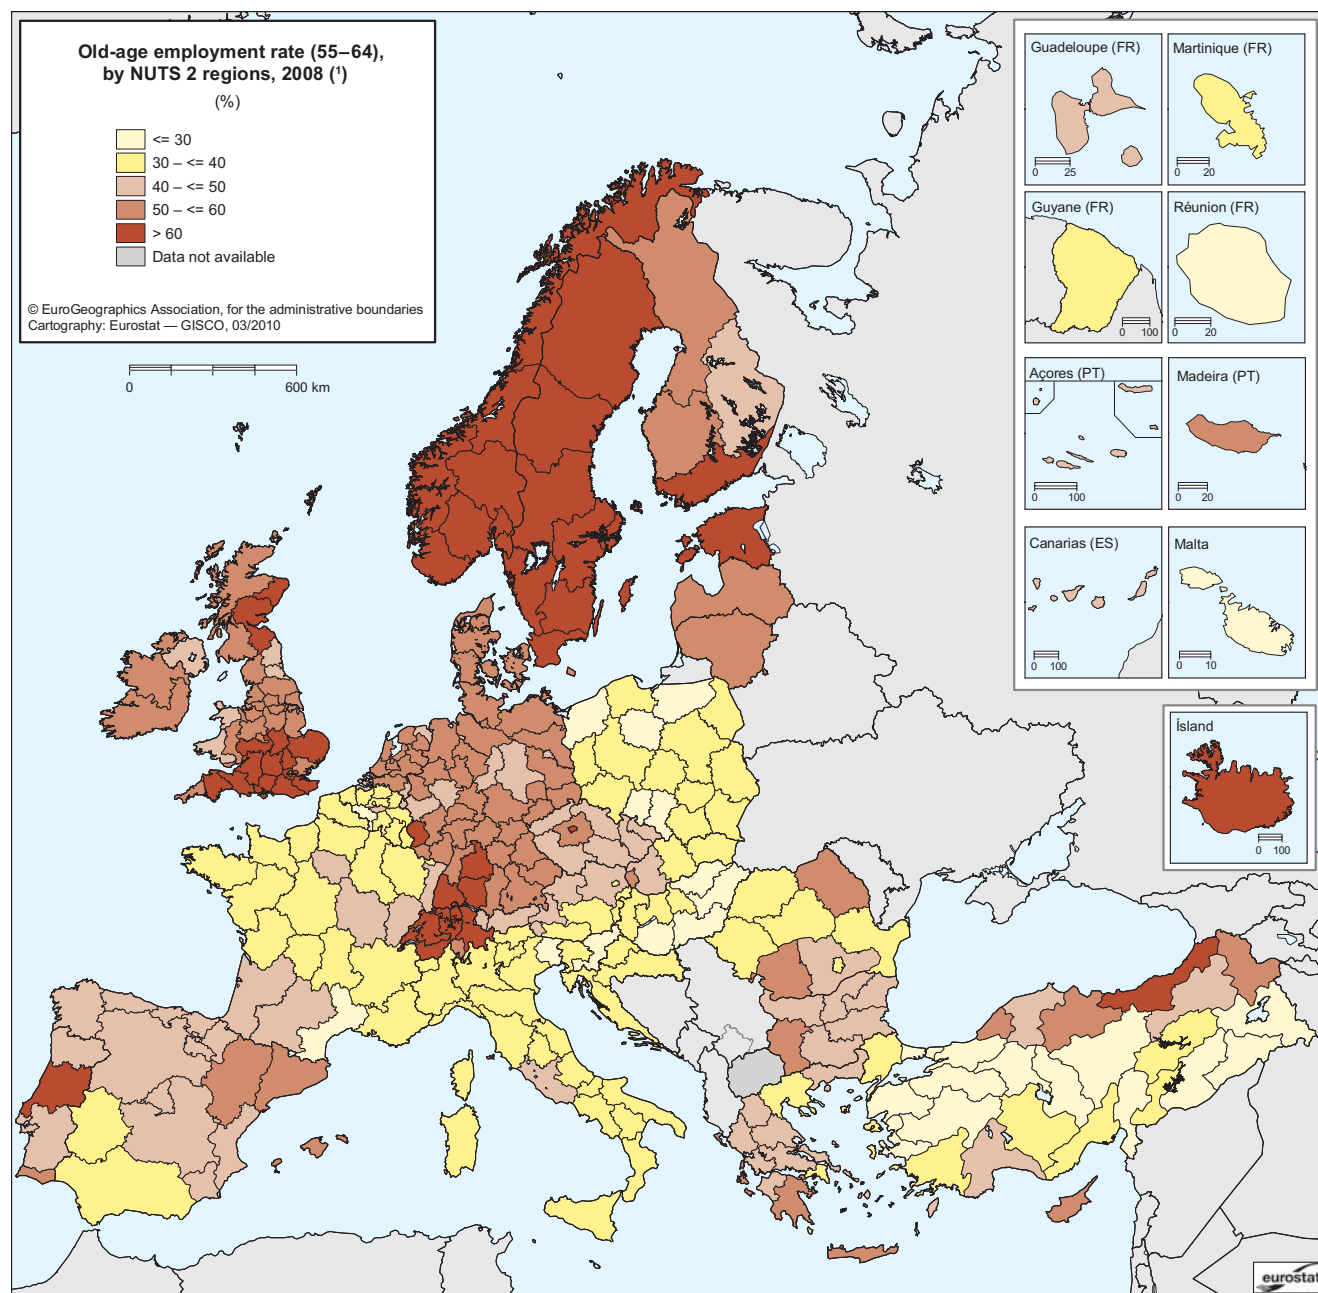 Old-age employment rate (55–64),
by NUTS 2 regions, 2008 (¹)
(%)
<= 30
30 – <= 40
40 – <= 50
50 – <= 60
> 60
Data not available
© EuroGeographics Association, for the administrative boundaries
Cartography: Eurostat — GISCO, 03/2010
0 600 km
Guadeloupe (FR)
0 25
Martinique (FR)
0 20
Guyane (FR)
0 100
Réunion (FR)
0 20
Açores (PT)
0 100
Madeira (PT)
0 20
Canarias (ES)
0 100
Malta
0 10
Ísland
0 100
eurostat